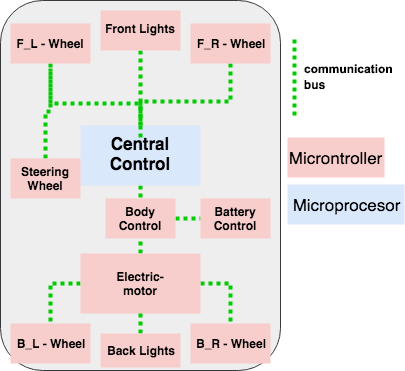 F_L - Wheel
Front Lights
F_R - Wheel
communication
bus
Central
Control
Microntroller
Steering
Wheel
Microprocesor
Body
Control
Battery
Control
Electric-
motor
B_L - Wheel
Back Lights
B_R - Wheel